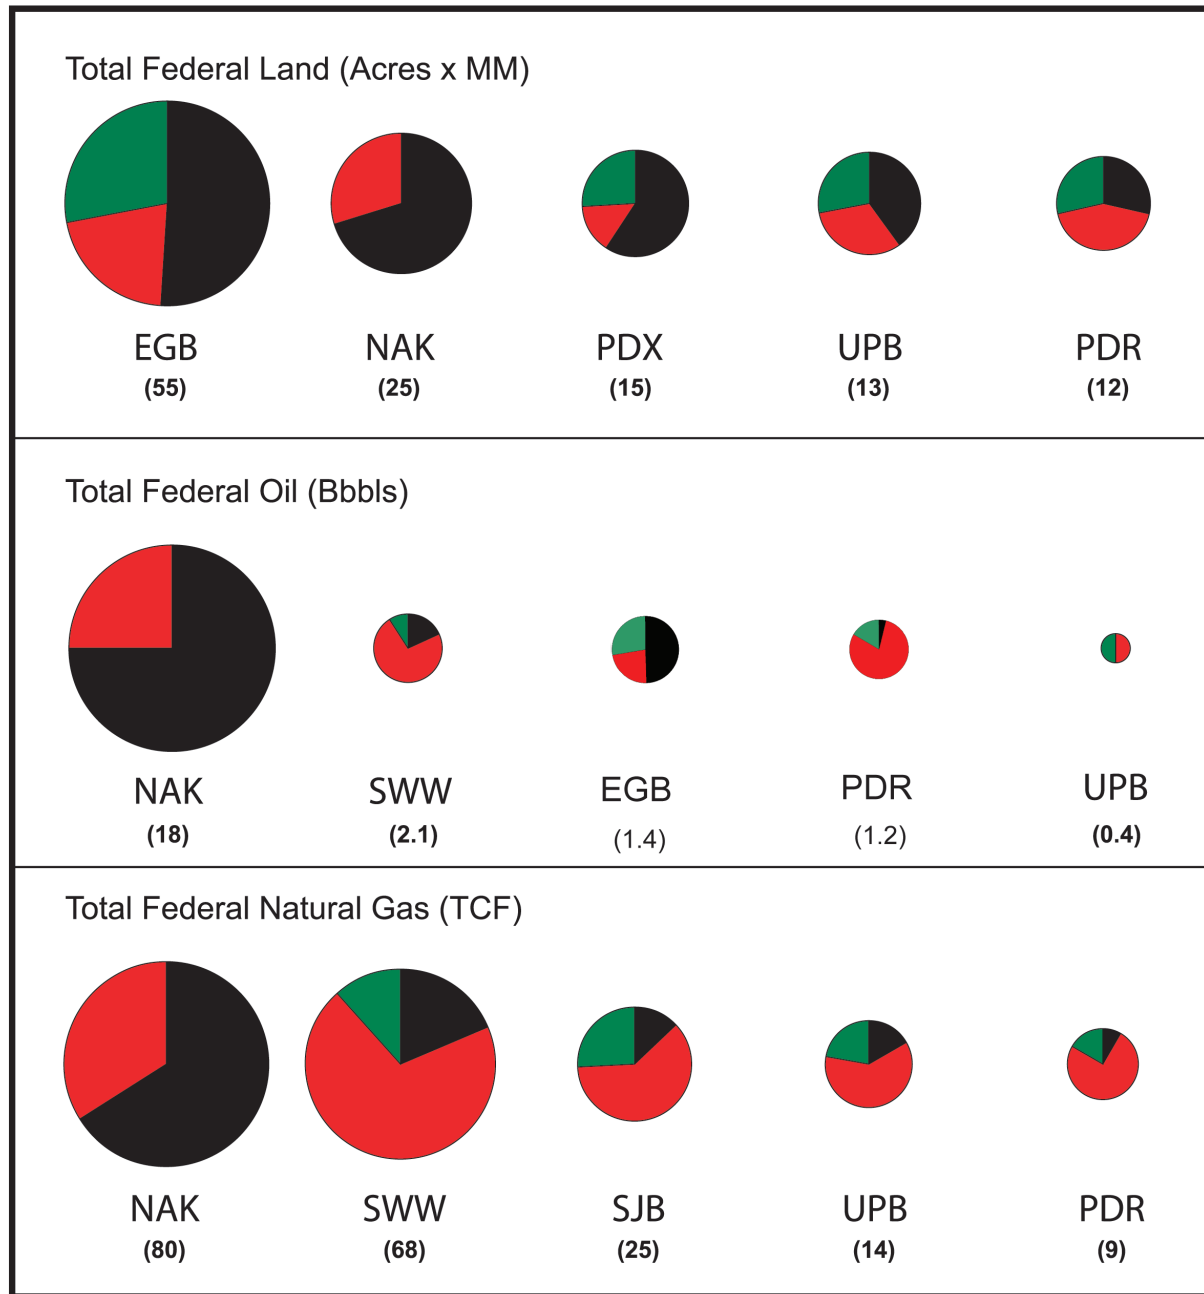 Total Federal Land (Acres x MM)
EGB NAK PDX UPB PDR
(55) (25) (15) (13) (12)
Total Federal Oil (Bbbls)
NAK SWW EGB PDR UPB
(18) (2.1) (1.4) (1.2) (0.4)
Total Federal Natural Gas (TCF)
NAK SWW SJB UPB PDR
(80) (68) (25) (14) (9)